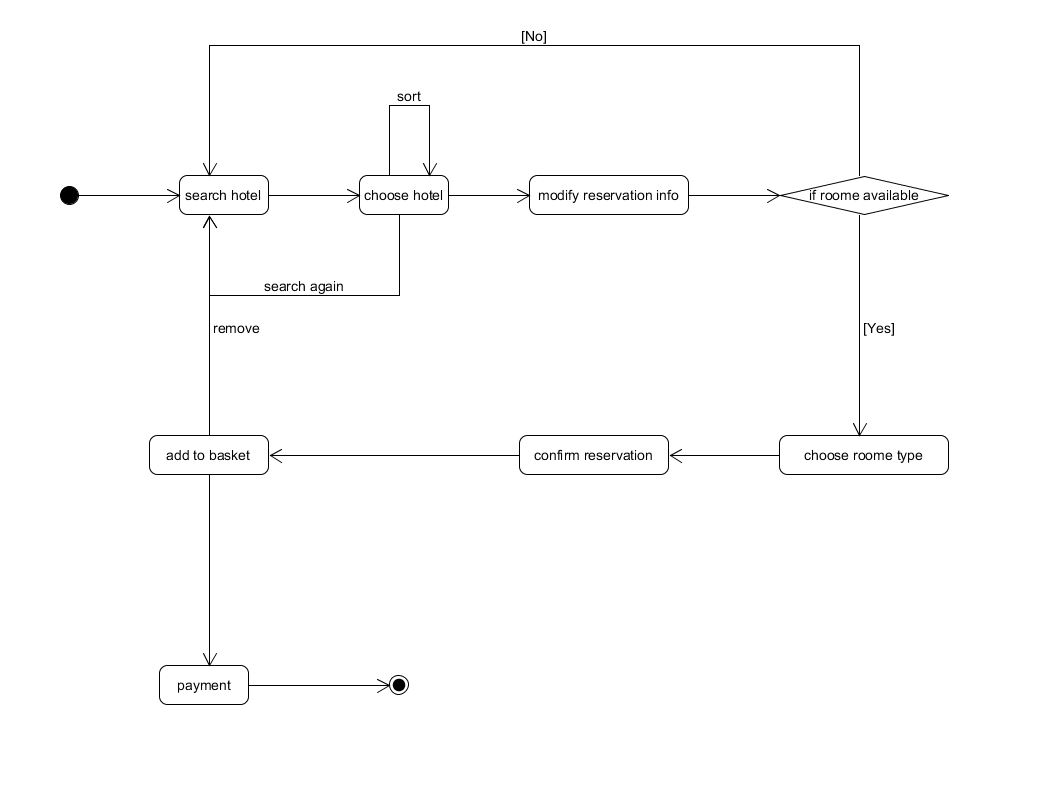 [No]
sort
search hotel
choose hotel
modify reservation info
if roome available
search again
remove
[Yes]
add to basket
confirm reservation
choose roome type
payment